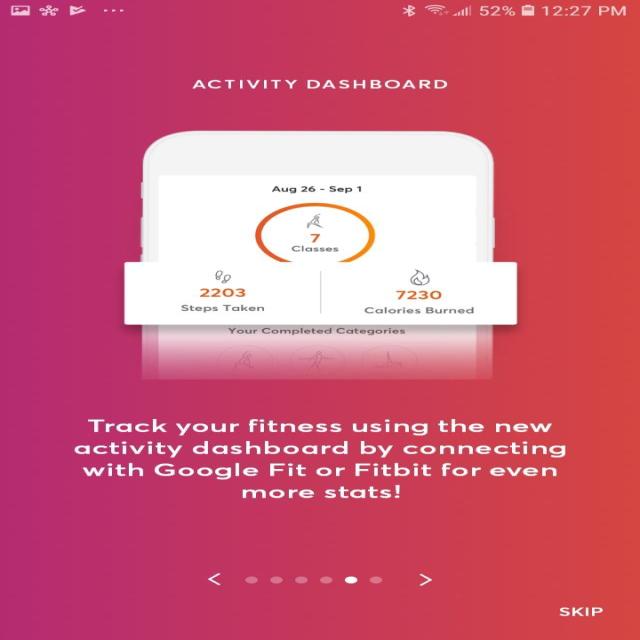 52% 12:27 PM
ACTIVITY DASHBOARD
Aug 26 - Sep 1
7
Classes
2203
Steps Taken
7230
Calories Burned
Your Completed Categories
Track your fitness using the new
activity dashboard by connecting
with Google Fit or Fitbit for even
more stats!
SKIP